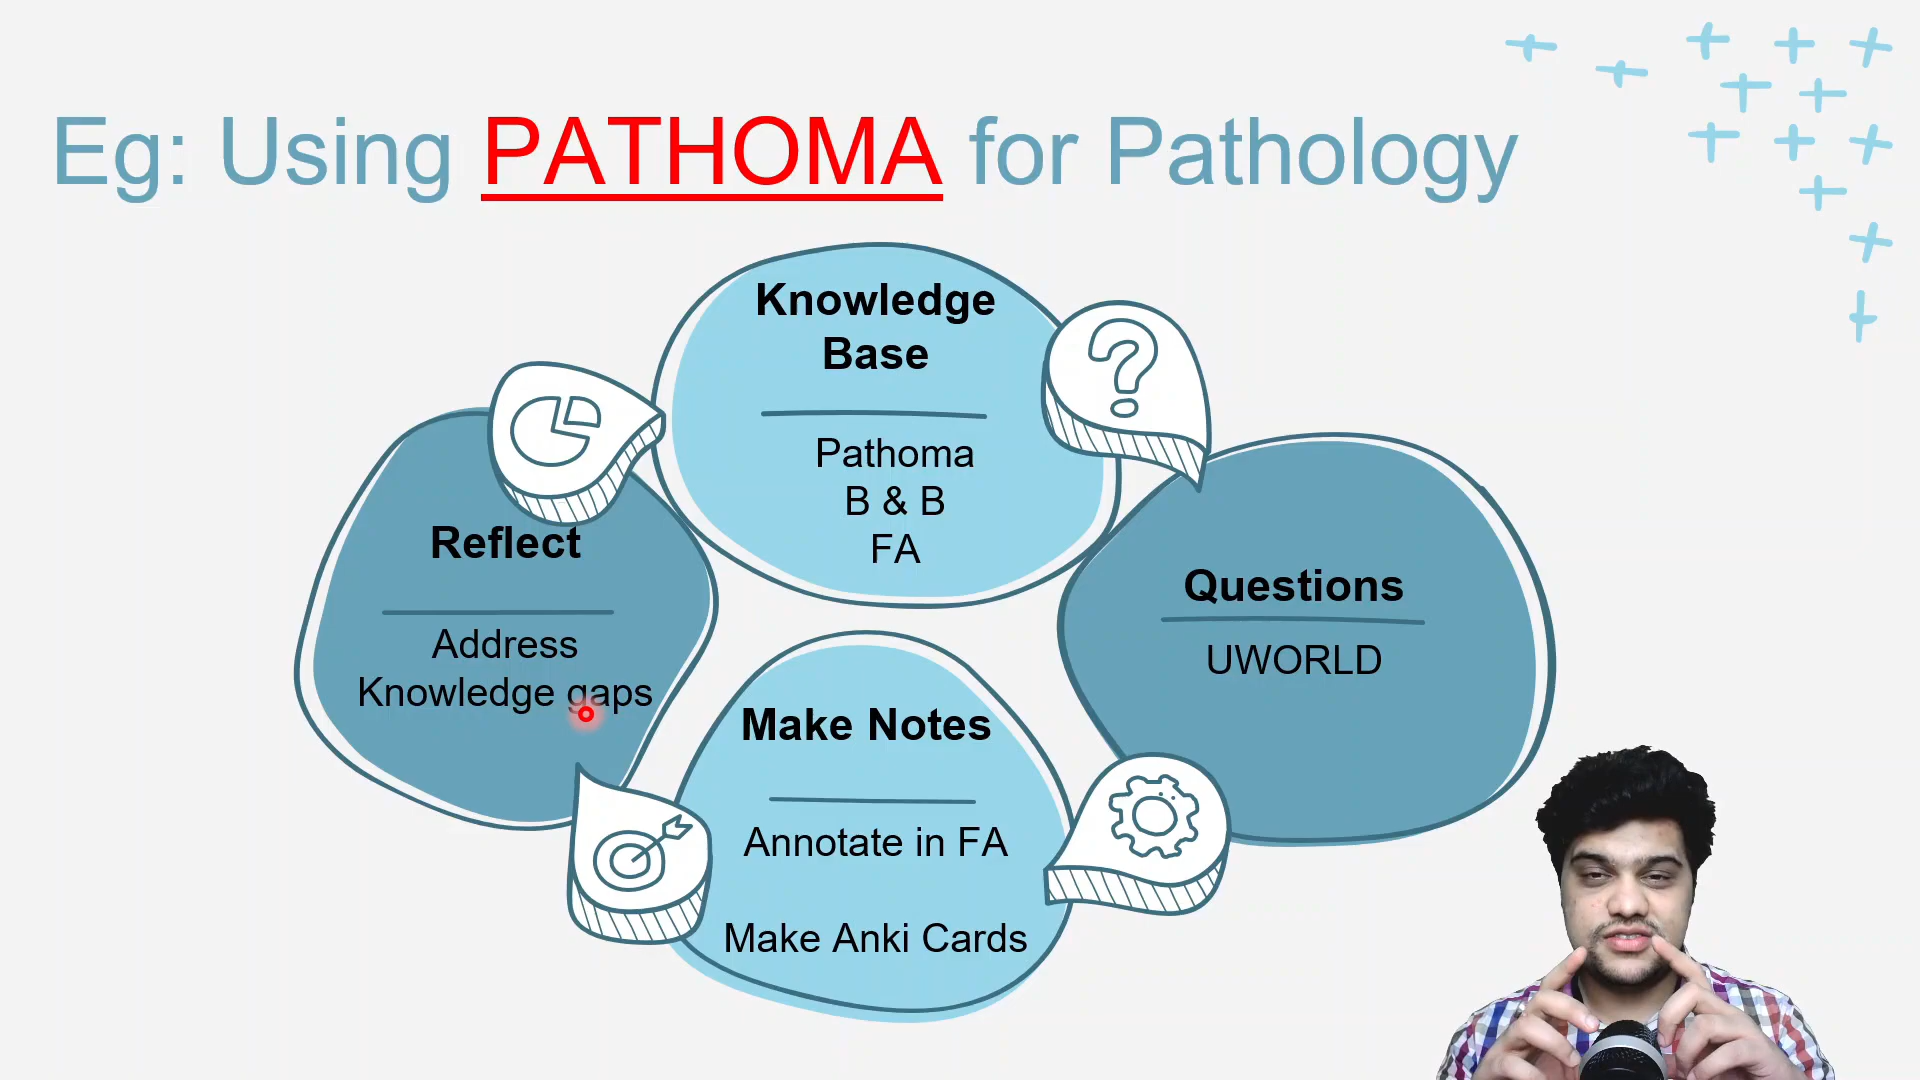 Eg: Using PATHOMA for Pathology
Knowledge
Base
Pathoma
B & B
FA
Questions
UWORLD
Make Notes
Annotate in FA
Make Anki Cards
Reflect
Address
Knowledge gaps